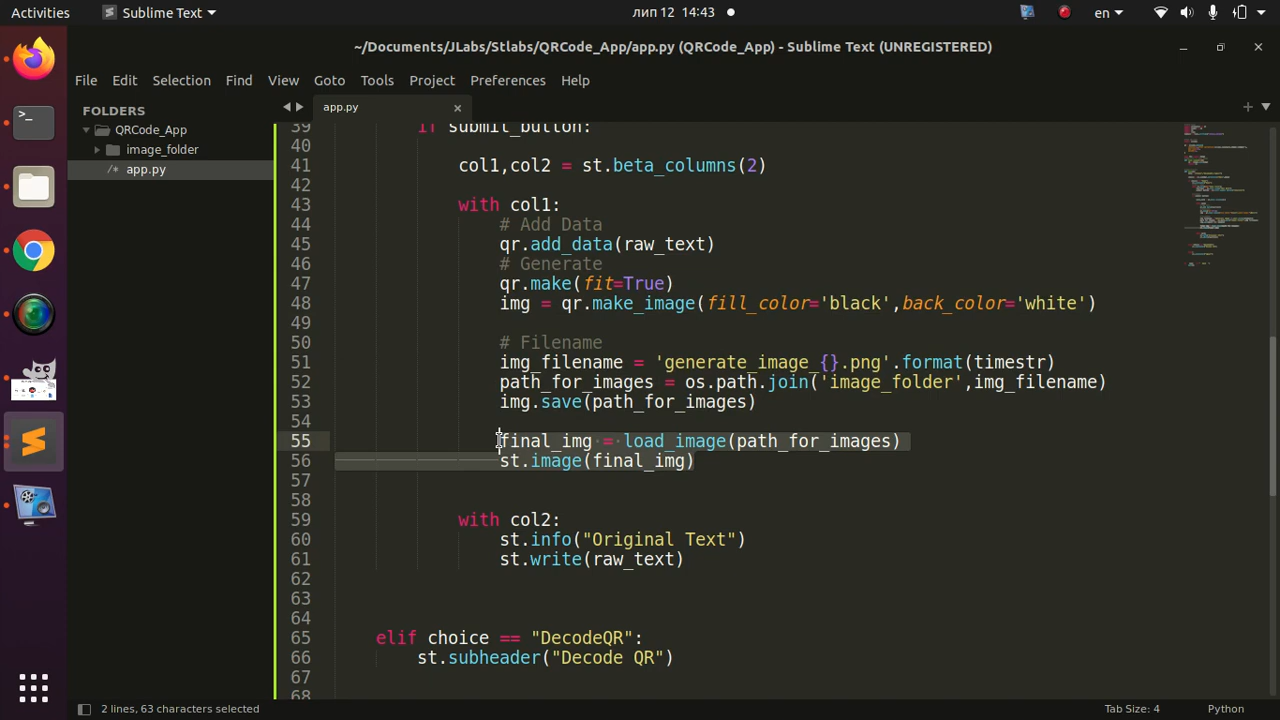 Activities
Sublime Text
лип 12 14:43
en
~/Documents/JLabs/Stlabs/QRCode_App/app.py (QRCode_App) - Sublime Text (UNREGISTERED)
File Edit Selection Find View Goto Tools Project Preferences Help
FOLDERS
QRCode_App
image_folder
/* app.py
app.py
39 if submit_button:
40
41 col1,col2 = st.beta_columns(2)
42
43 with col1:
44 # Add Data
45 qr.add_data(raw_text)
46 # Generate
47 qr.make(fit=True)
48 img = qr.make_image(fill_color='black',back_color='white')
49
50 # Filename
51 img_filename = 'generate_image_{}.png'.format(timestr)
52 path_for_images = os.path.join('image_folder',img_filename)
53 img.save(path_for_images)
54
55 final_img = load_image(path_for_images)
56 st.image(final_img)
57
58
59 with col2:
60 st.info("Original Text")
61 st.write(raw_text)
62
63
64
65 elif choice == "DecodeQR":
66 st.subheader("Decode QR")
67
68
2 lines, 63 characters selected
Tab Size: 4
Python